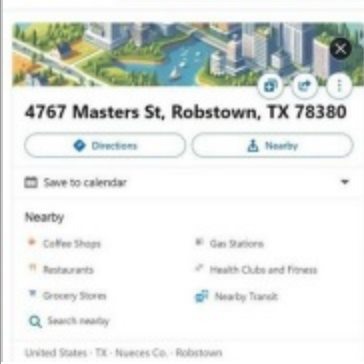 4767 Masters St, Robstown, TX 78380
Directions
Nearby
Save to calendar
Nearby
Coffee Shops
Gas Stations
Restaurants
Health Clubs and Fitness
Grocery Stores
Nearby Transit
Search nearby
United States · TX · Nueces Co. · Robstown